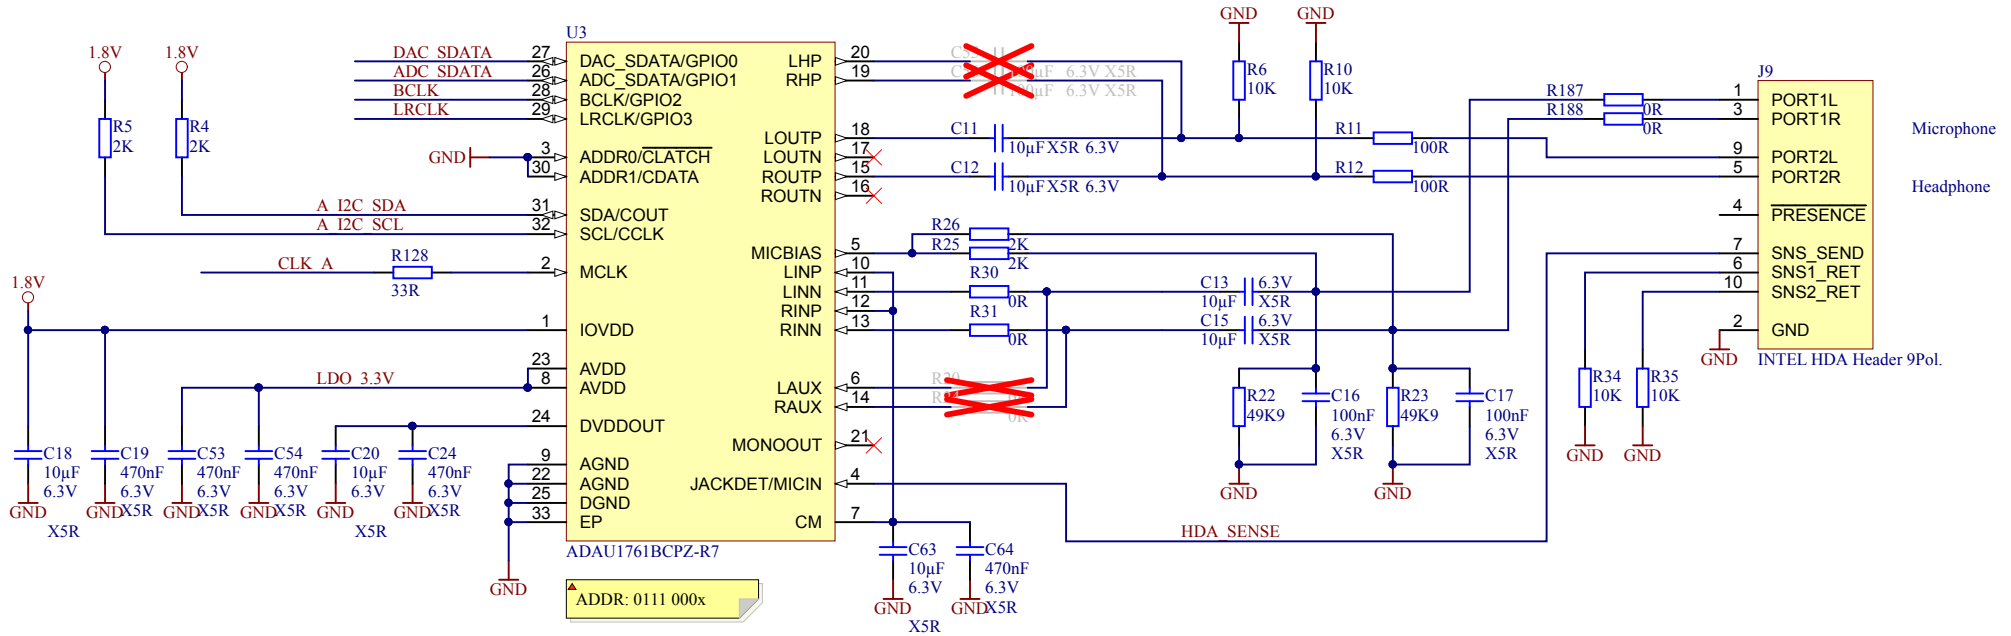 GND GND
U3
1.8V 1.8V
DAC_SDATA 27 DAC_SDATA/GPIO0 LHP 20
ADC_SDATA 26 ADC_SDATA/GPIO1 RHP 19
6.3V X5R
6.3V X5R
BCLK 28 BCLK/GPIO2
LRCLK 29 LRCLK/GPIO3
R6 10K
R10 10K
J9
R187 0R 1 PORT1L
R188 0R 3 PORT1R
Microphone
R5 2K
R4 2K
LOUTP 18 C11 10µF X5R 6.3V R11 100R
GND 3 ADDR0/CLATCH LOUTN 17
9 PORT2L
30 ADDR1/CDATA ROUTP 15 C12 10µF X5R 6.3V R12 100R
5 PORT2R
Headphone
ROUTN 16
A_I2C_SDA 31 SDA/COUT
A_I2C_SCL 32 SCL/CCLK
4 PRESENCE
R26 2K
MICBIAS 5 R25 2K
7 SNS_SEND
CLK_A R128 33R 2 MCLK LINP 10
6 SNS1_RET
LINN 11 R30 0R C13 10µF 6.3V X5R
10 SNS2_RET
RINP 12
1.8V
1 IOVDD RINN 13 R31 0R C15 10µF 6.3V X5R
2 GND
GND
INTEL HDA Header 9Pol.
23 AVDD
LDO_3.3V 8 AVDD LAUX 6
RAUX 14
0R
R22 49K9
C16 100nF 6.3V X5R
R23 49K9
C17 100nF 6.3V X5R
R34 10K
R35 10K
24 DVDDOUT
MONOOUT 21
GND GND
C18 10µF 6.3V X5R
C19 470nF 6.3V X5R
C53 470nF 6.3V X5R
C54 470nF 6.3V X5R
C20 10µF 6.3V X5R
C24 470nF 6.3V X5R
GND GND GND GND GND GND
9 AGND
22 AGND JACKDET/MICIN 4
GND GND
25 DGND
33 EP CM 7
HDA_SENSE
ADAU1761BCPZ-R7
GND
C63 10µF 6.3V X5R
C64 470nF 6.3V X5R
GND GND
ADDR: 0111 000x